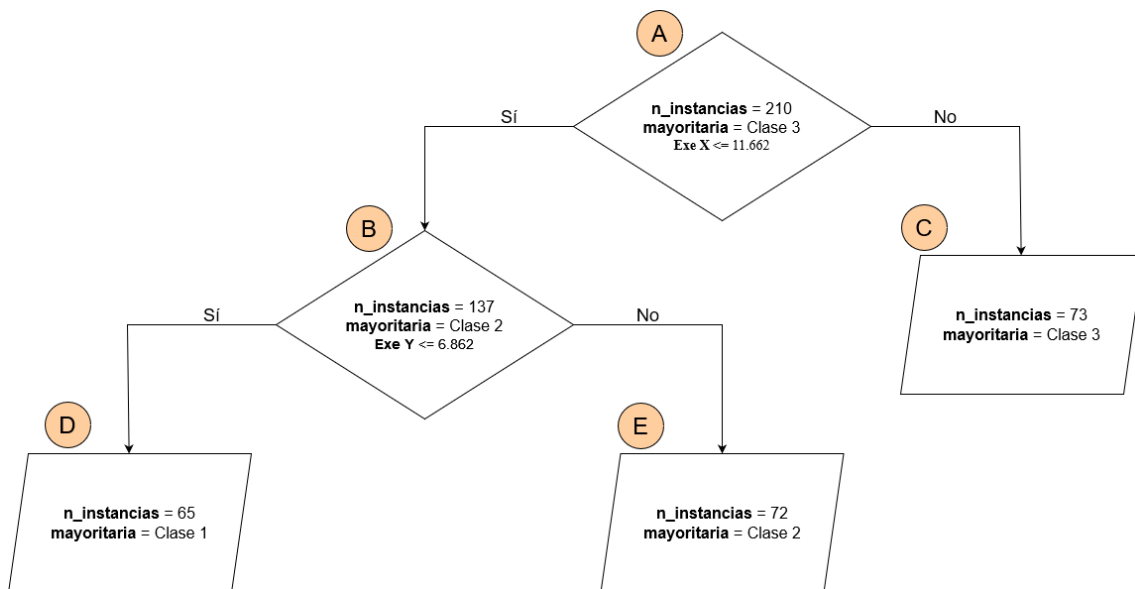 A
n_instancias = 210
mayoritaria = Clase 3
Exe X <= 11.662
Sí
No
B
n_instancias = 137
mayoritaria = Clase 2
Exe Y <= 6.862
C
n_instancias = 73
mayoritaria = Clase 3
Sí
No
D
n_instancias = 65
mayoritaria = Clase 1
E
n_instancias = 72
mayoritaria = Clase 2